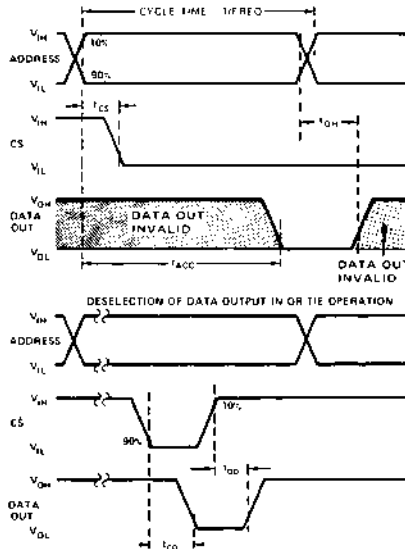 CYCLE TIME 1/FREQ
VIH
10%
ADDRESS
90%
VIL
tCS
VIH
tOH
CS
VIL
VOH
DATA OUT INVALID
DATA
OUT
VOL
tACC
DATA OUT
INVALID
DESELECTION OF DATA OUTPUT IN OR TIE OPERATION
VIH
ADDRESS
VIL
VIH
10%
CS
90%
VIL
tOD
VOH
DATA
OUT
VOL
tCO